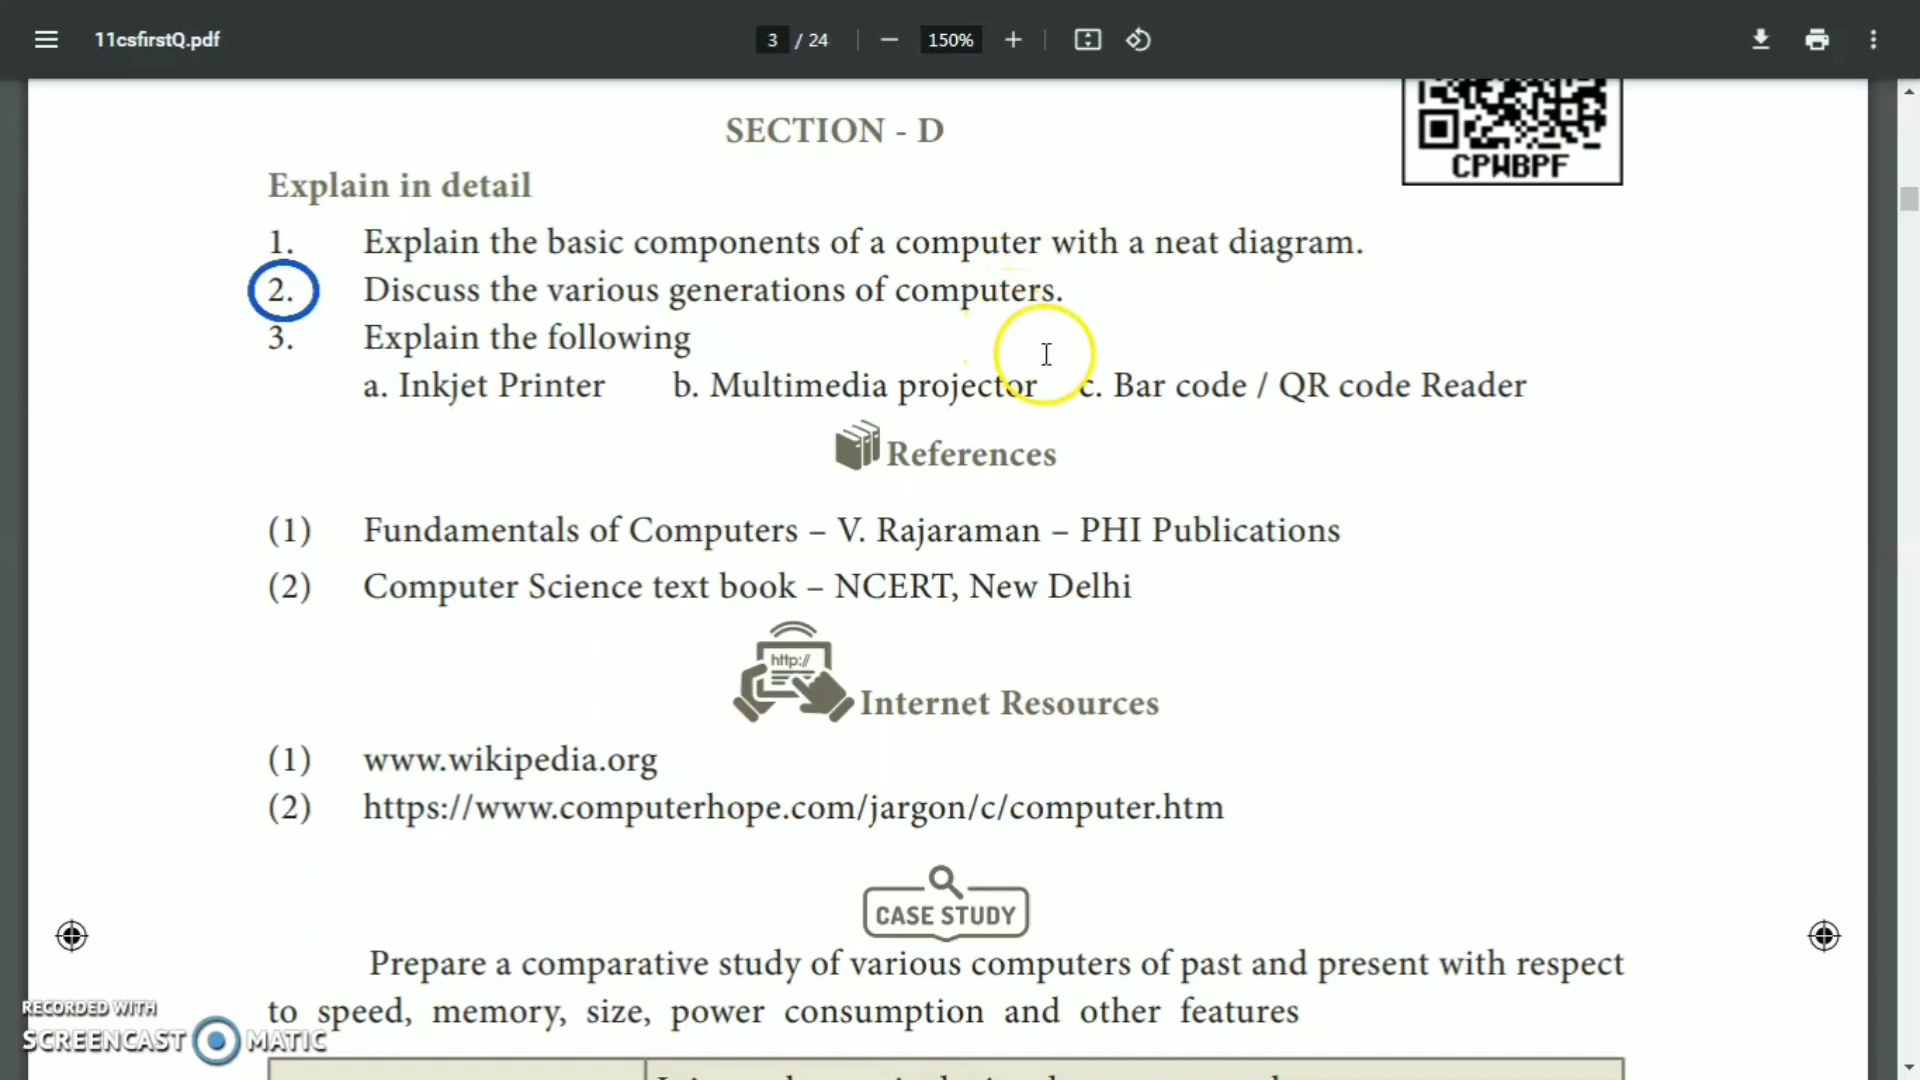 11csfirstQ.pdf
3 / 24
150%
CPWBPF
SECTION - D
Explain in detail
1. Explain the basic components of a computer with a neat diagram.
2. Discuss the various generations of computers.
3. Explain the following
a. Inkjet Printer b. Multimedia projector c. Bar code / QR code Reader
References
(1) Fundamentals of Computers – V. Rajaraman – PHI Publications
(2) Computer Science text book – NCERT, New Delhi
http://
Internet Resources
(1) www.wikipedia.org
(2) https://www.computerhope.com/jargon/c/computer.htm
CASE STUDY
Prepare a comparative study of various computers of past and present with respect
to speed, memory, size, power consumption and other features
RECORDED WITH
SCREENCAST MATIC